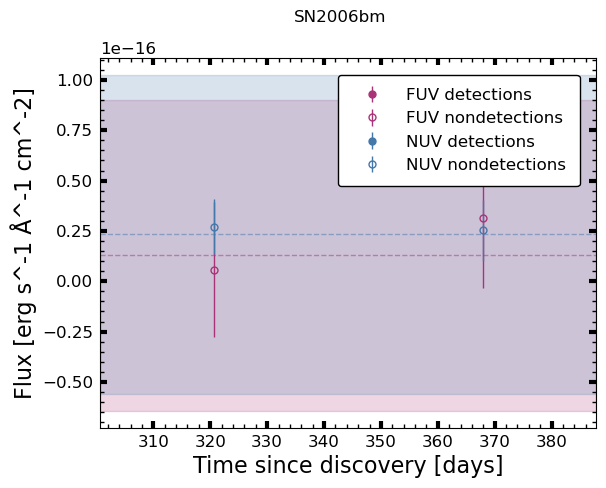 SN2006bm
1e−16
1.00
0.75
0.50
0.25
0.00
−0.25
−0.50
Flux [erg s^-1 Å^-1 cm^-2]
FUV detections
FUV nondetections
NUV detections
NUV nondetections
310 320 330 340 350 360 370 380
Time since discovery [days]